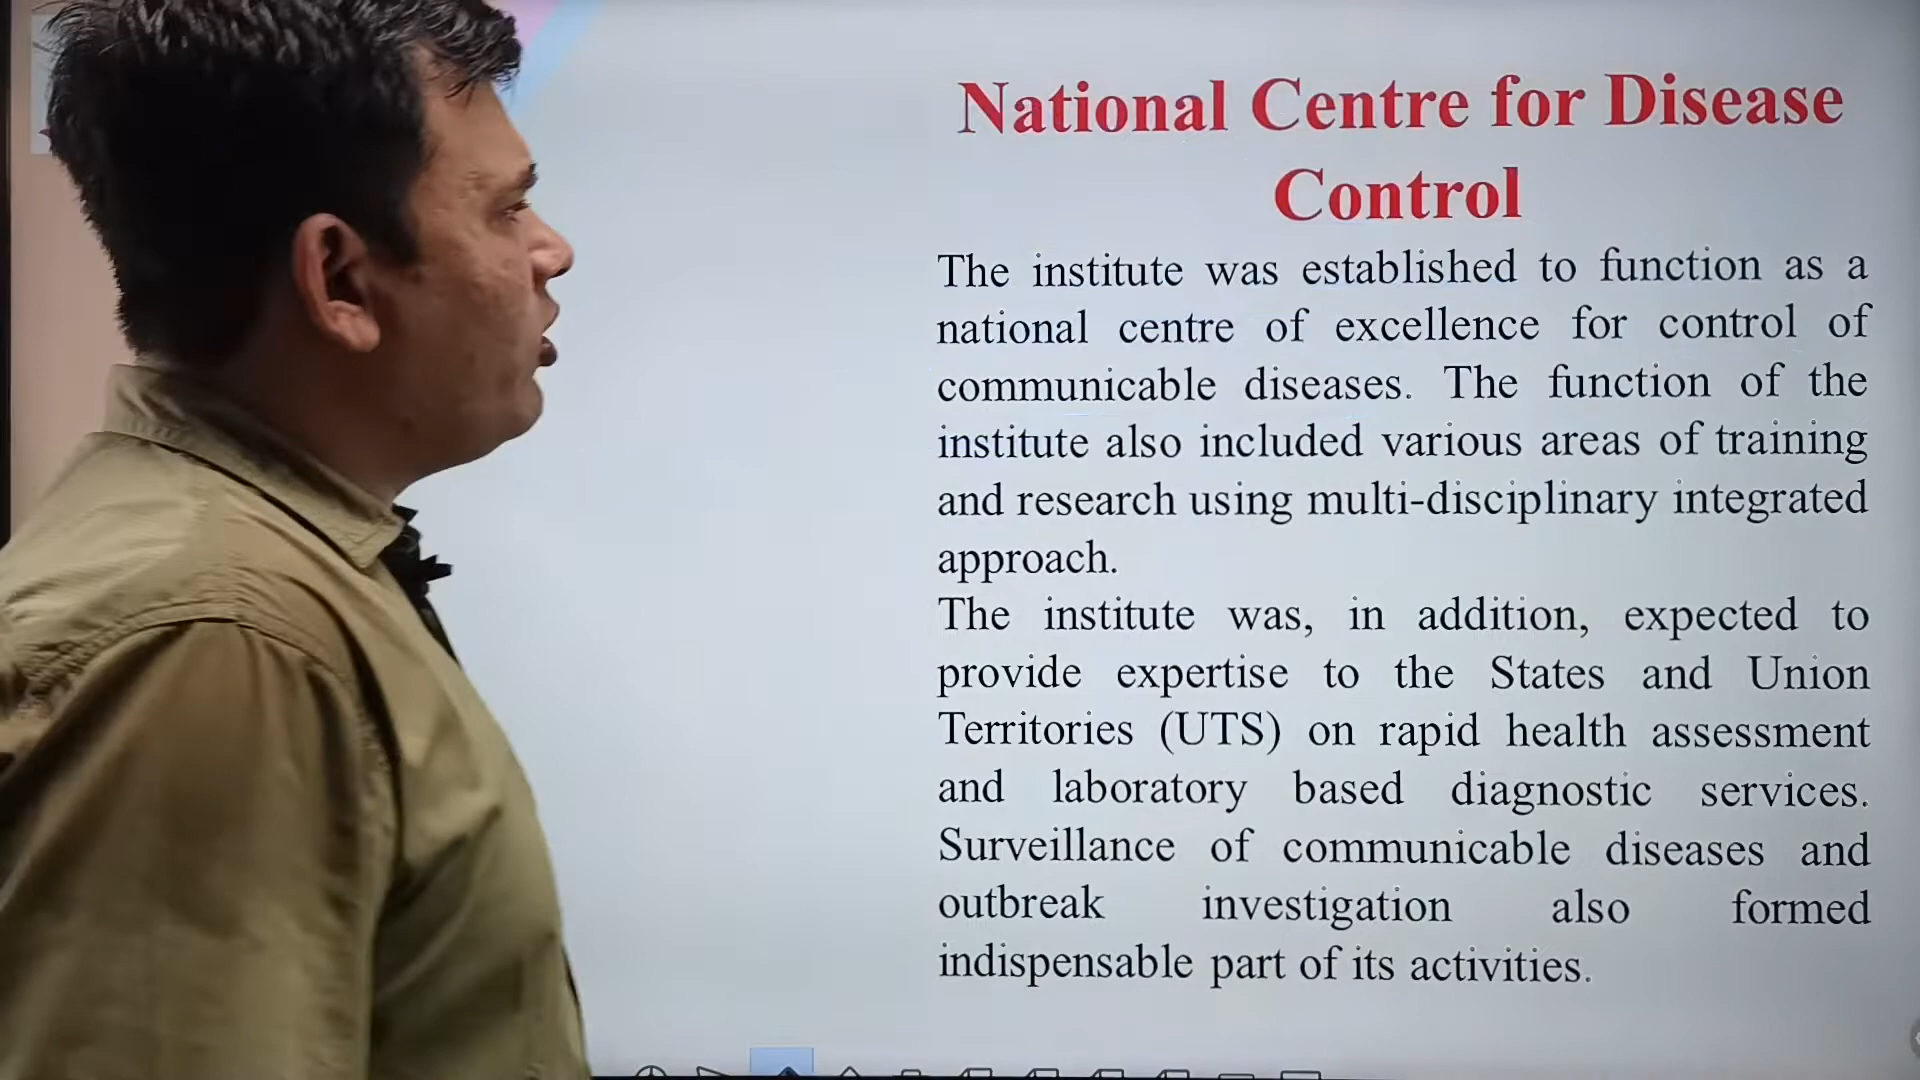 National Centre for Disease
Control
The institute was established to function as a
national centre of excellence for control of
communicable diseases. The function of the
institute also included various areas of training
and research using multi-disciplinary integrated
approach.
The institute was, in addition, expected to
provide expertise to the States and Union
Territories (UTS) on rapid health assessment
and laboratory based diagnostic services.
Surveillance of communicable diseases and
outbreak investigation also formed
indispensable part of its activities.